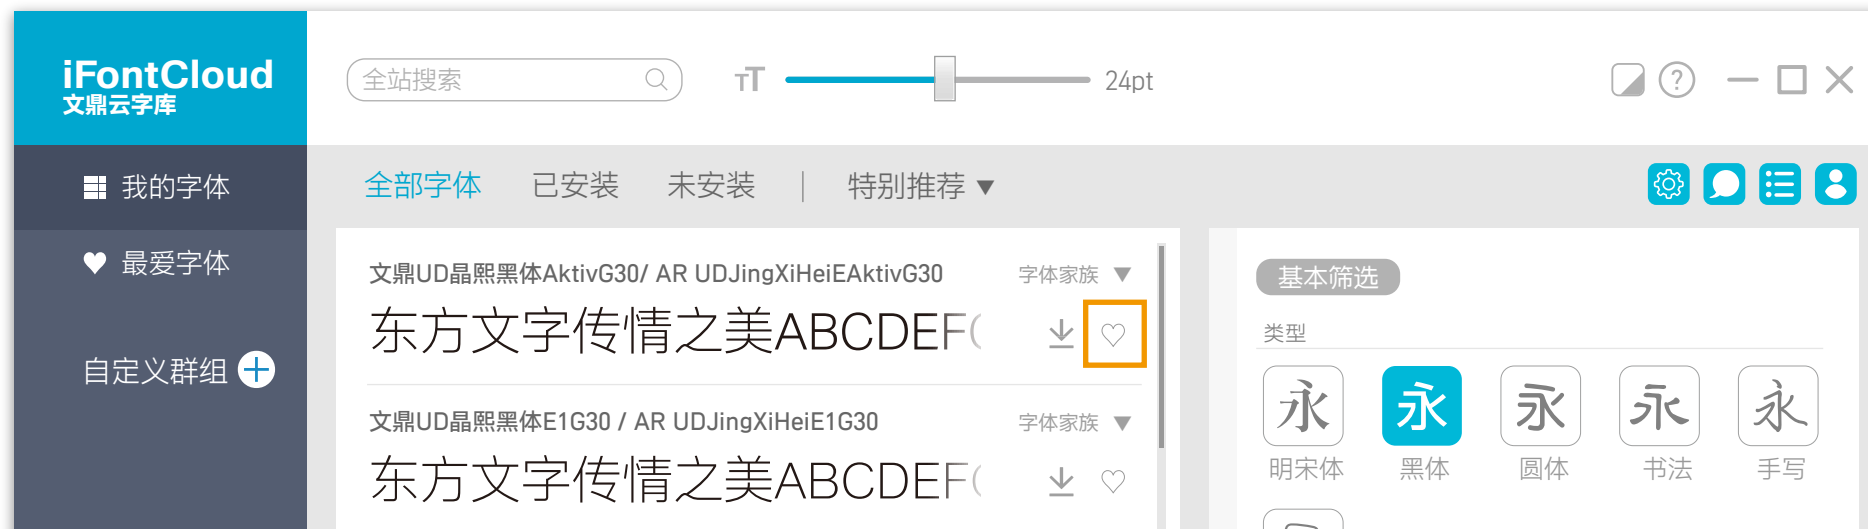 iFontCloud
文鼎云字库
全站搜索
TT
24pt
?
我的字体
最爱字体
自定义群组
全部字体 已安装 未安装 | 特别推荐 ▼
文鼎UD晶熙黑体AktivG30/ AR UDJingXiHeiEAktivG30
字体家族 ▼
东方文字传情之美ABCDEF
文鼎UD晶熙黑体E1G30 / AR UDJingXiHeiE1G30
字体家族 ▼
东方文字传情之美ABCDEF
基本筛选
类型
永 永 永 永 永
明宋体 黑体 圆体 书法 手写